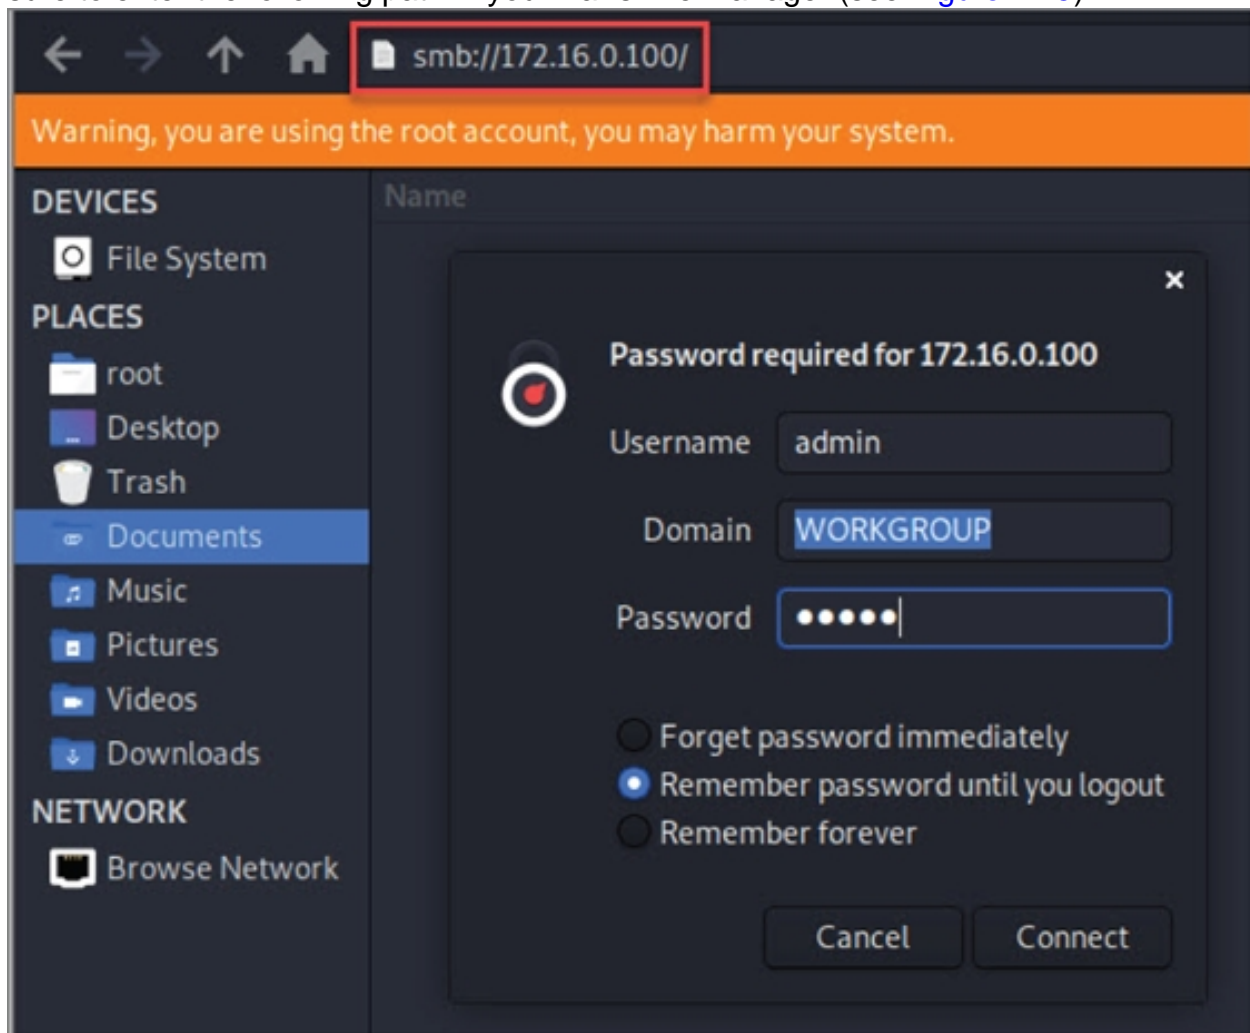 smb://172.16.0.100/
Warning, you are using the root account, you may harm your system.
DEVICES
Name
File System
PLACES
root
Desktop
Trash
Documents
Music
Pictures
Videos
Downloads
NETWORK
Browse Network
Password required for 172.16.0.100
Username admin
Domain WORKGROUP
Password •••••
Forget password immediately
Remember password until you logout
Remember forever
Cancel Connect